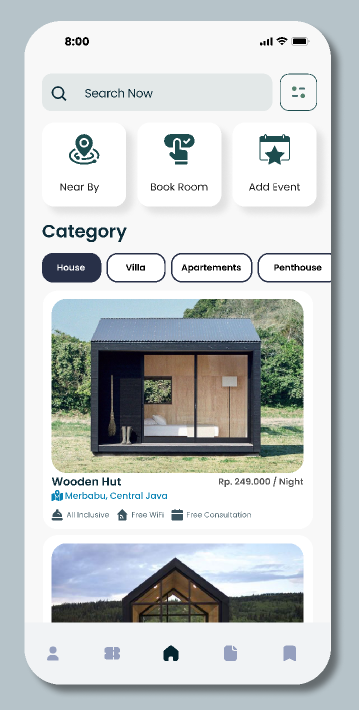 8:00
Search Now
Near By
Book Room
Add Event
Category
House
Villa
Apartements
Penthouse
Wooden Hut
Rp. 249.000 / Night
Merbabu, Central Java
All Inclusive
Free WiFi
Free Consultation